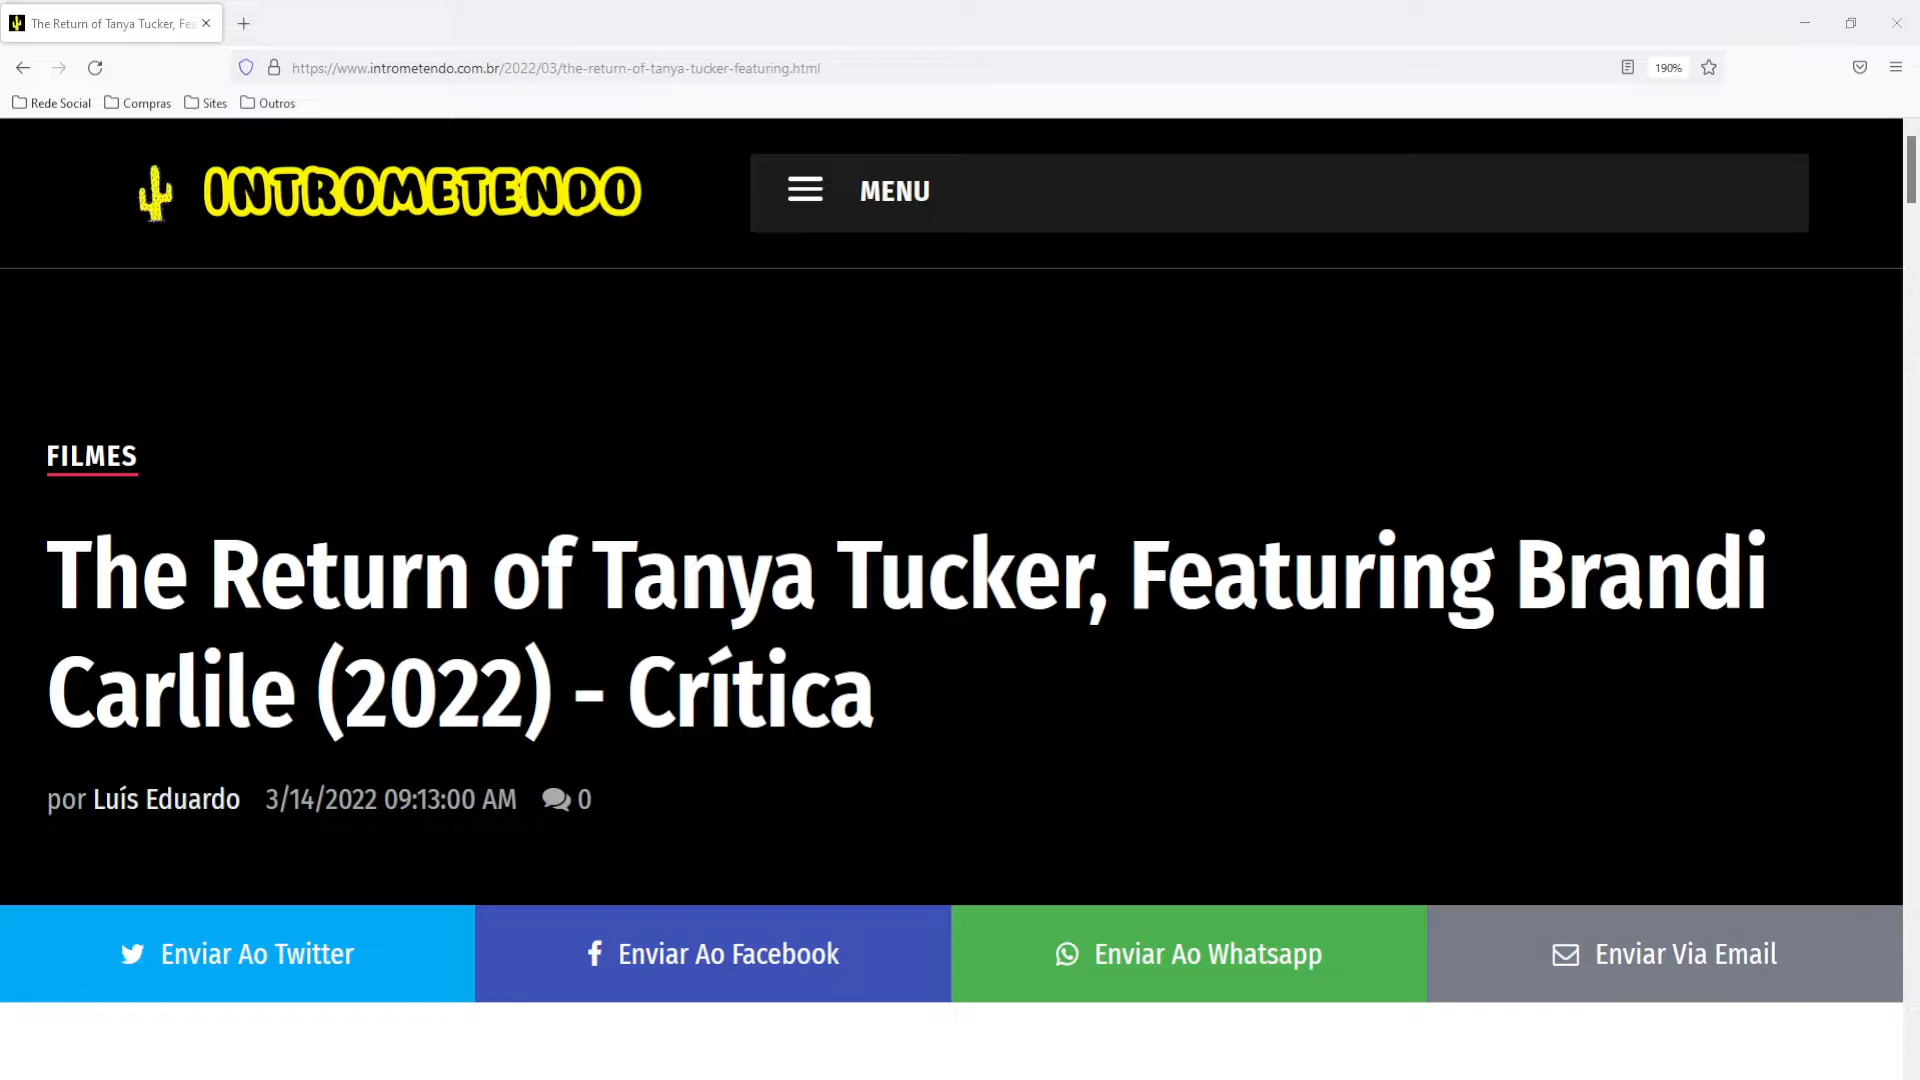 The Return of Tanya Tucker, Fea
https://www.intrometendo.com.br/2022/03/the-return-of-tanya-tucker-featuring.html
190%
Rede Social
Compras
Sites
Outros
INTROMETENDO
MENU
FILMES
The Return of Tanya Tucker, Featuring Brandi
Carlile (2022) - Crítica
por Luís Eduardo 3/14/2022 09:13:00 AM 0
Enviar Ao Twitter
Enviar Ao Facebook
Enviar Ao Whatsapp
Enviar Via Email